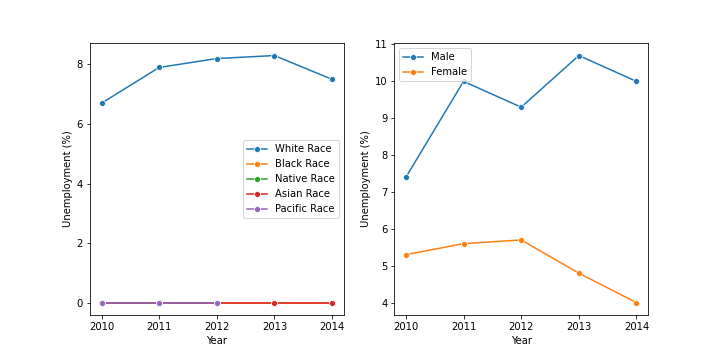 8
6
4
2
0
Unemployment (%)
2010 2011 2012 2013 2014
Year
White Race
Black Race
Native Race
Asian Race
Pacific Race
11
10
9
8
7
6
5
4
Unemployment (%)
2010 2011 2012 2013 2014
Year
Male
Female